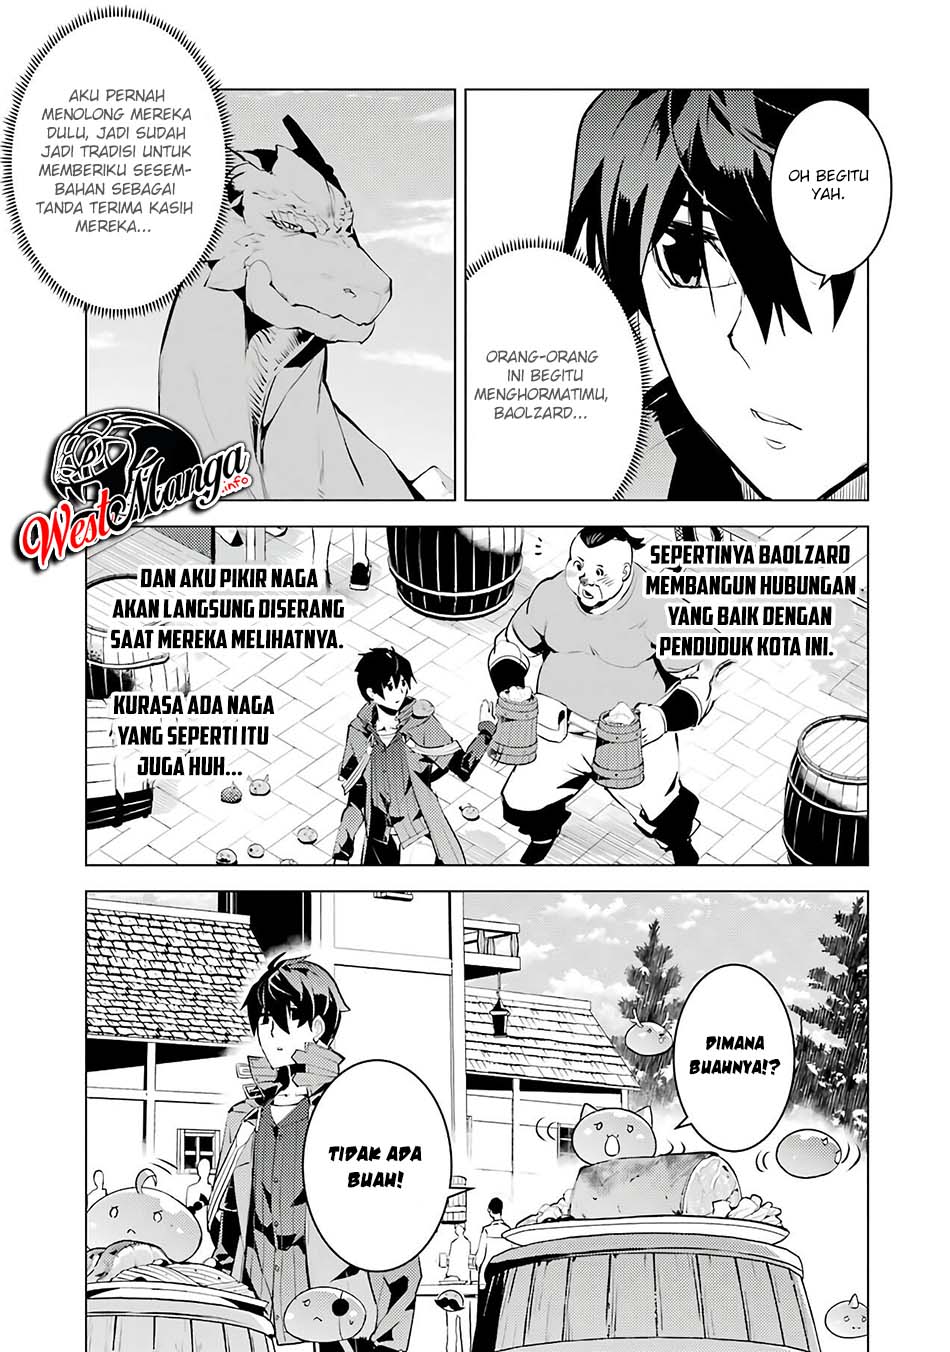 OH BEGITU
YAH.
ORANG-ORANG
INI BEGITU
MENGHORMATIMU,
BAOLZARD...
AKU PERNAH
MENOLONG MEREKA
DULU, JADI SUDAH
JADI TRADISI UNTUK
MEMBERIKU SESEM-
BAHAN SEBAGAI
TANDA TERIMA KASIH
MEREKA...
WestManga
.info
SEPERTINYA BAOLZARD
MEMBANGUN HUBUNGAN
YANG BAIK DENGAN
PENDUDUK KOTA INI.
DAN AKU PIKIR NAGA
AKAN LANGSUNG DISERANG
SAAT MEREKA MELIHATNYA.
KURASA ADA NAGA
YANG SEPERTI ITU
JUGA HUH...
DIMANA
BUAHNYA!?
TIDAK ADA
BUAH!